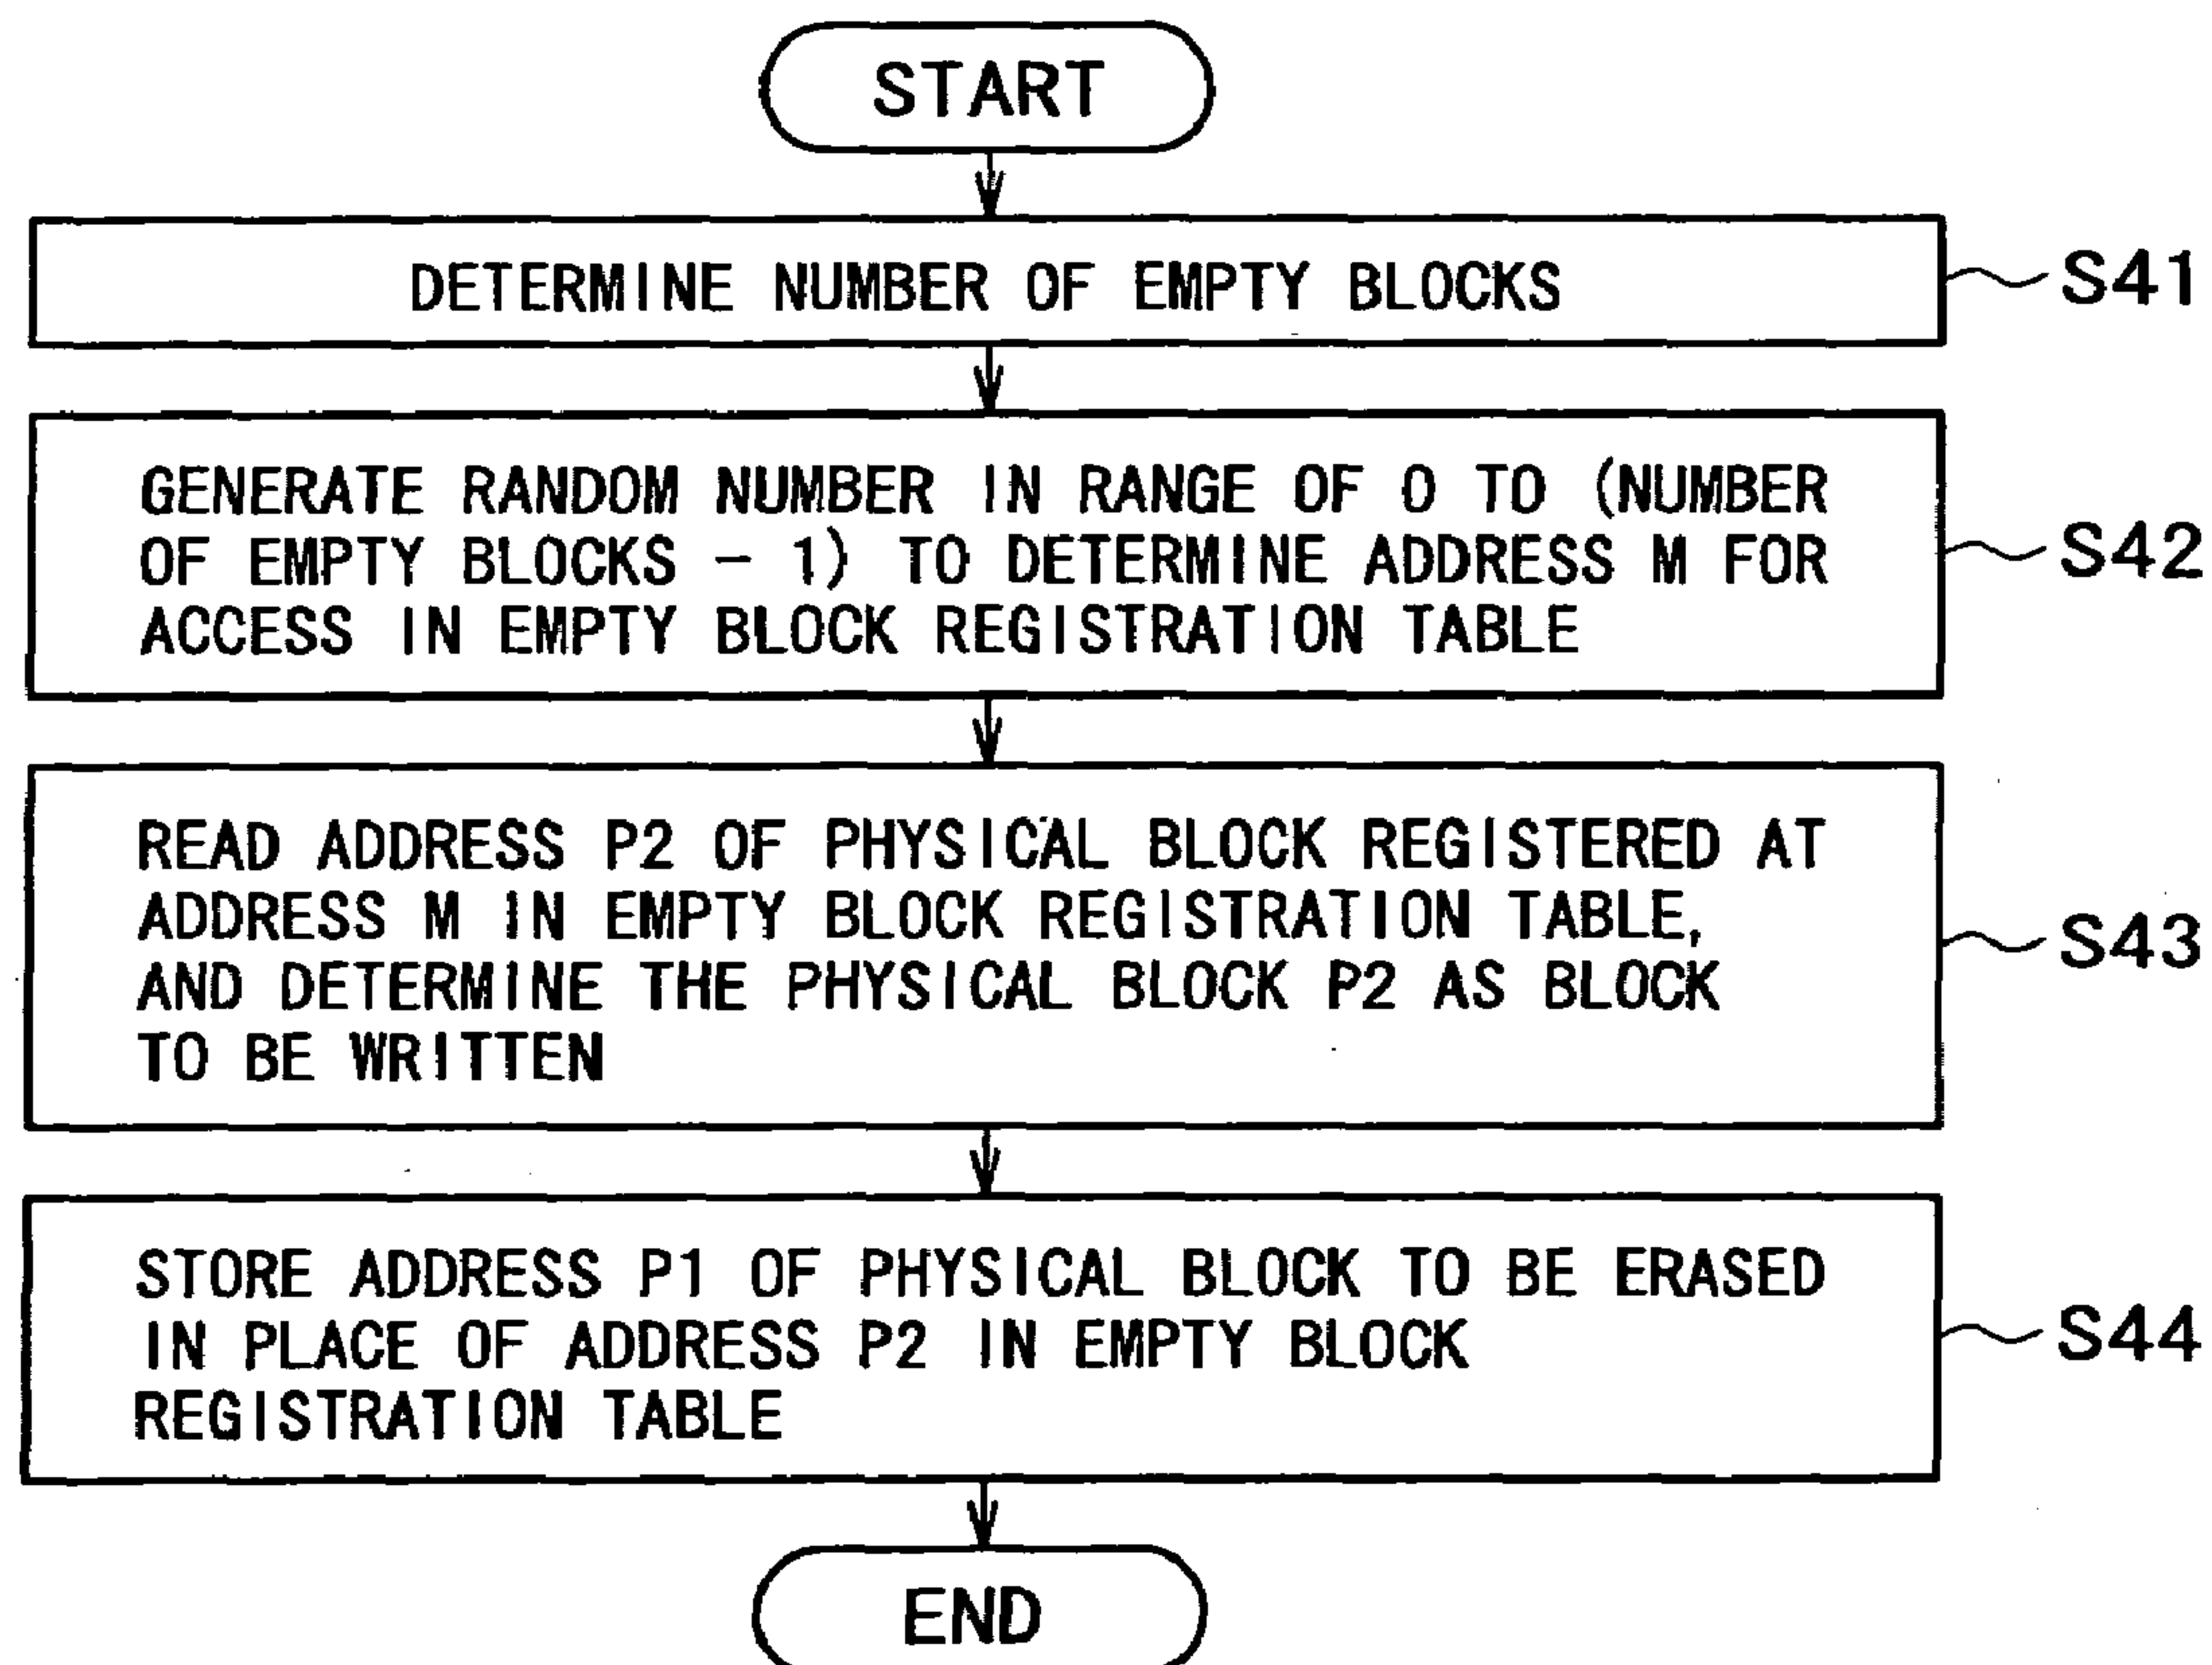 START
DETERMINE NUMBER OF EMPTY BLOCKS
S41
GENERATE RANDOM NUMBER IN RANGE OF 0 TO (NUMBER
OF EMPTY BLOCKS - 1) TO DETERMINE ADDRESS M FOR
ACCESS IN EMPTY BLOCK REGISTRATION TABLE
S42
READ ADDRESS P2 OF PHYSICAL BLOCK REGISTERED AT
ADDRESS M IN EMPTY BLOCK REGISTRATION TABLE,
AND DETERMINE THE PHYSICAL BLOCK P2 AS BLOCK
TO BE WRITTEN
S43
STORE ADDRESS P1 OF PHYSICAL BLOCK TO BE ERASED
IN PLACE OF ADDRESS P2 IN EMPTY BLOCK
REGISTRATION TABLE
S44
END